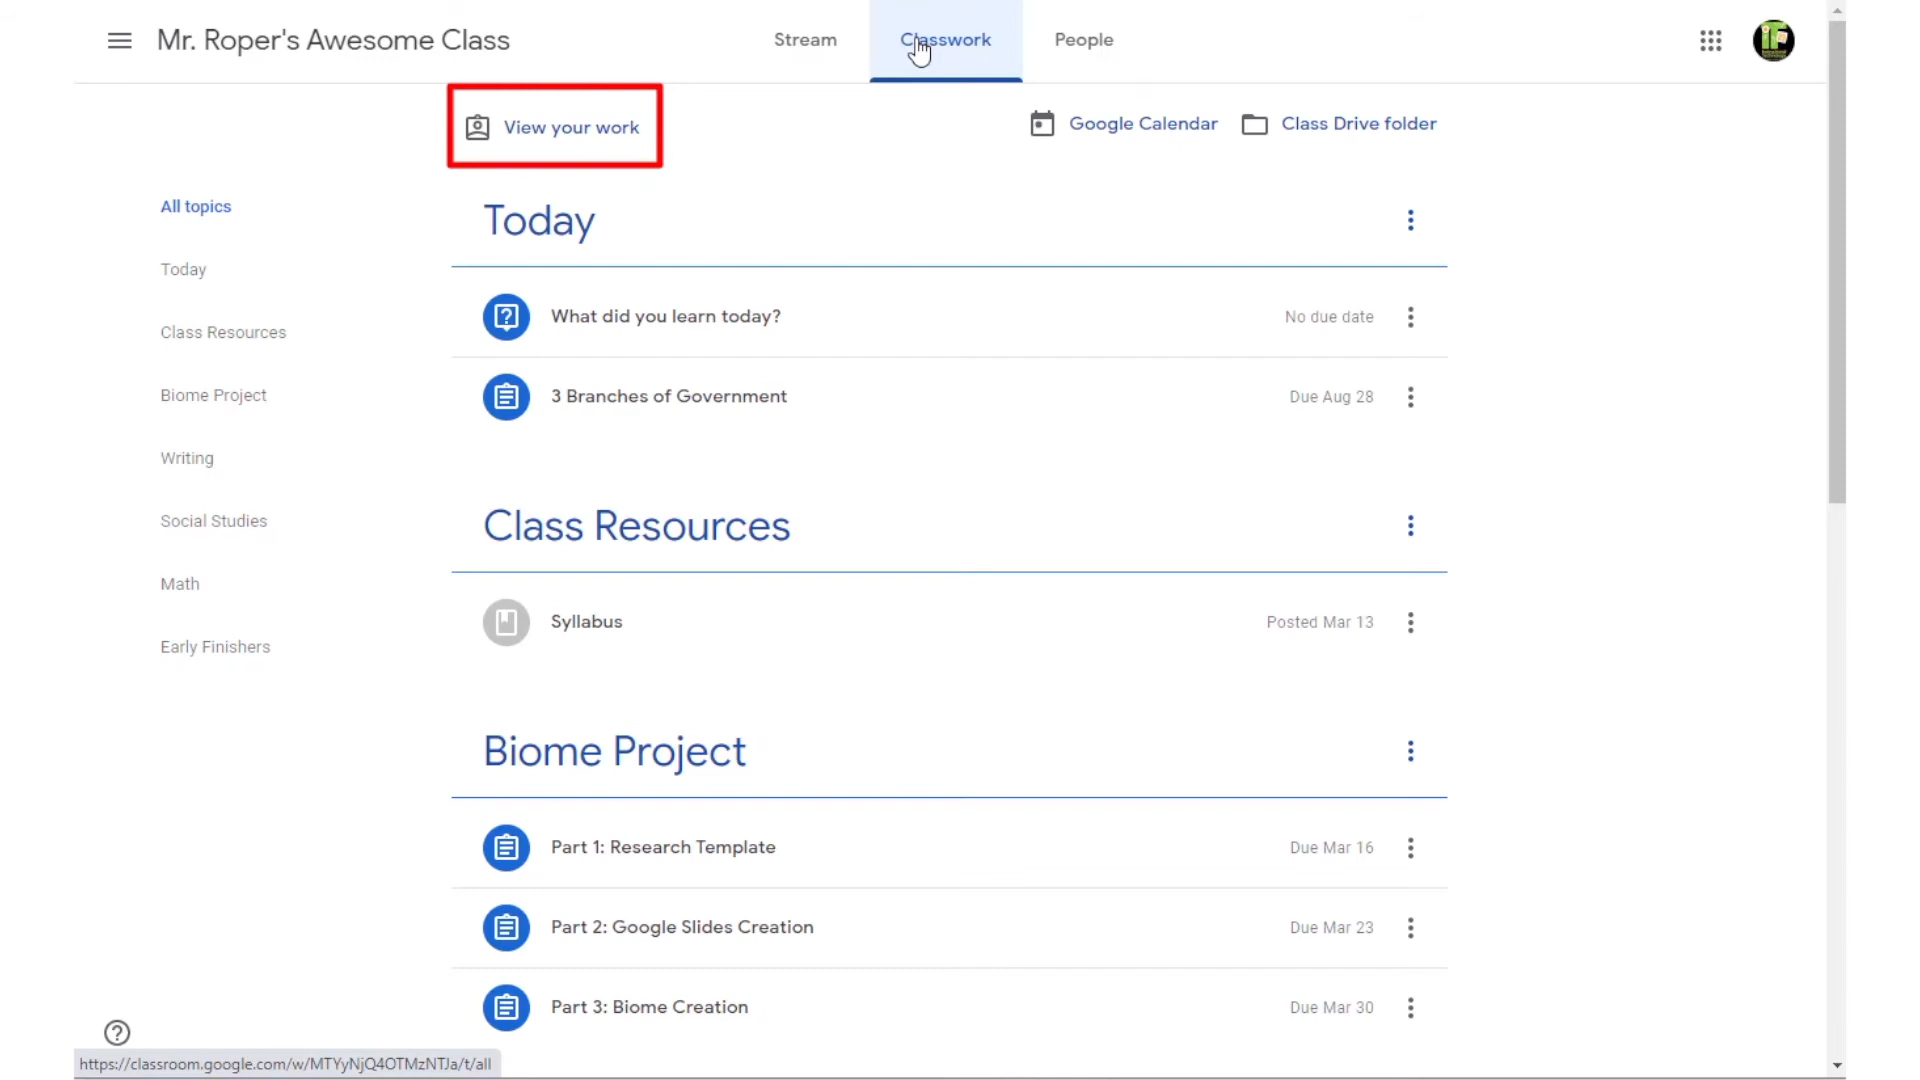 Mr. Roper's Awesome Class
Stream
Classwork
People
View your work
Google Calendar
Class Drive folder
All topics
Today
Class Resources
Biome Project
Writing
Social Studies
Math
Early Finishers
Today
What did you learn today?
No due date
3 Branches of Government
Due Aug 28
Class Resources
Syllabus
Posted Mar 13
Biome Project
Part 1: Research Template
Due Mar 16
Part 2: Google Slides Creation
Due Mar 23
Part 3: Biome Creation
Due Mar 30
https://classroom.google.com/w/MTYyNjQ4OTMzNTJa/t/all